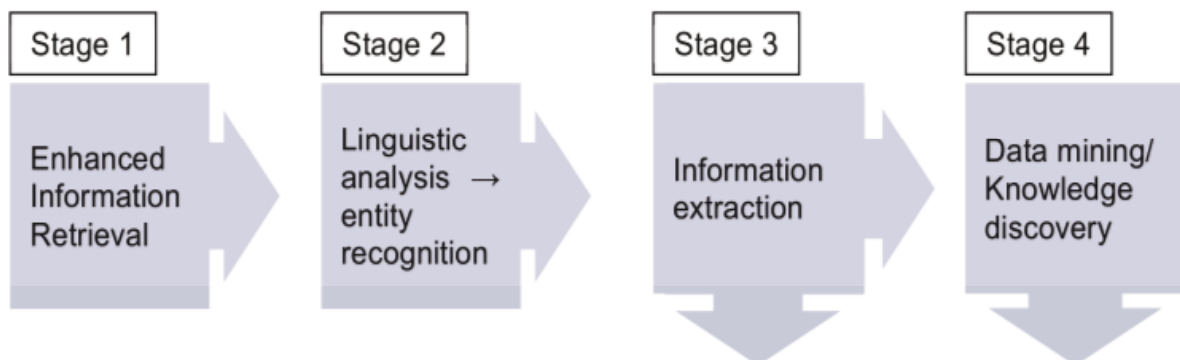 Stage 1
Stage 2
Stage 3
Stage 4
Enhanced
Information
Retrieval
Linguistic
analysis →
entity
recognition
Information
extraction
Data mining/
Knowledge
discovery